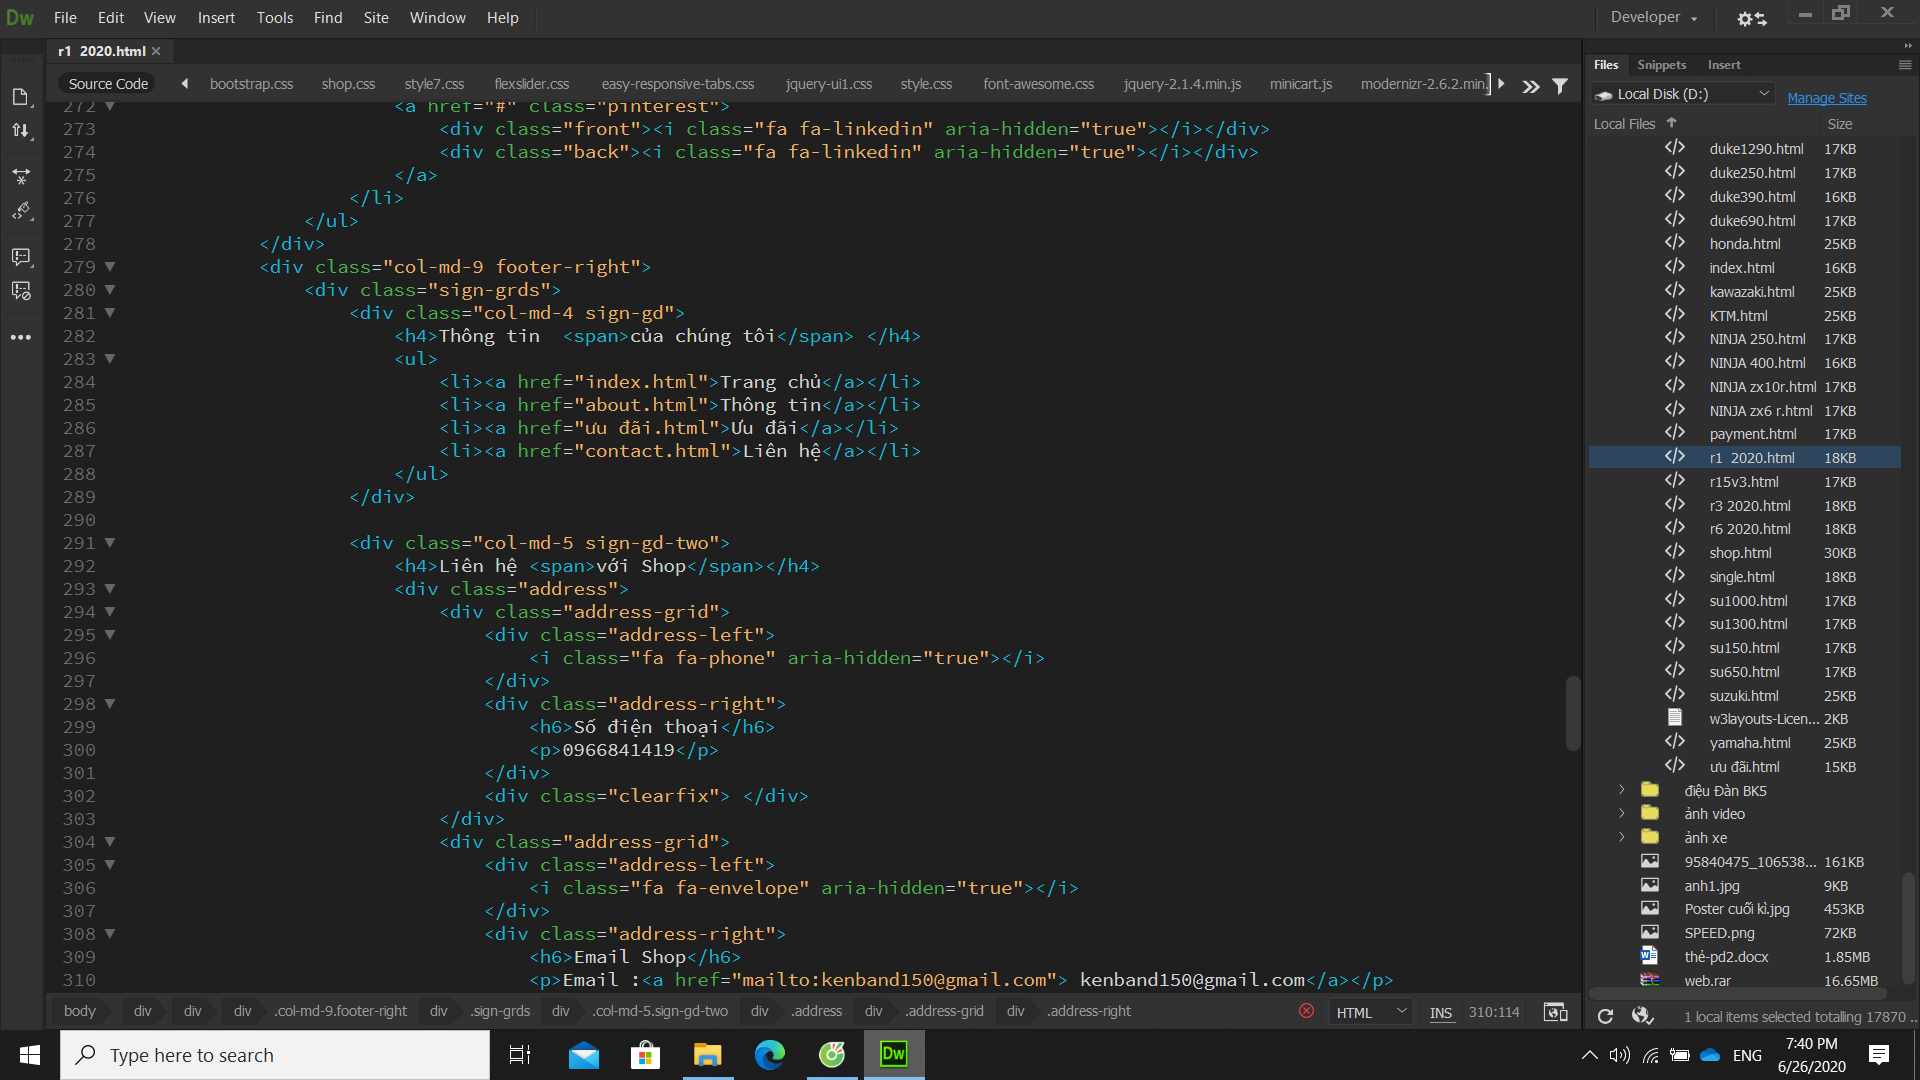 Dw File Edit View Insert Tools Find Site Window Help Developer
r1 2020.html
Source Code bootstrap.css shop.css style7.css flexslider.css easy-responsive-tabs.css jquery-ui1.css style.css font-awesome.css jquery-2.1.4.min.js minicart.js modernizr-2.6.2.min.
272 <a href="#" class="pinterest">
273 <div class="front"><i class="fa fa-linkedin" aria-hidden="true"></i></div>
274 <div class="back"><i class="fa fa-linkedin" aria-hidden="true"></i></div>
275 </a>
276 </li>
277 </ul>
278 </div>
279 <div class="col-md-9 footer-right">
280 <div class="sign-grds">
281 <div class="col-md-4 sign-gd">
282 <h4>Thông tin  <span>của chúng tôi</span> </h4>
283 <ul>
284 <li><a href="index.html">Trang chủ</a></li>
285 <li><a href="about.html">Thông tin</a></li>
286 <li><a href="ưu đãi.html">Ưu đãi</a></li>
287 <li><a href="contact.html">Liên hệ</a></li>
288 </ul>
289 </div>
290
291 <div class="col-md-5 sign-gd-two">
292 <h4>Liên hệ <span>với Shop</span></h4>
293 <div class="address">
294 <div class="address-grid">
295 <div class="address-left">
296 <i class="fa fa-phone" aria-hidden="true"></i>
297 </div>
298 <div class="address-right">
299 <h6>Số điện thoại</h6>
300 <p>0966841419</p>
301 </div>
302 <div class="clearfix"> </div>
303 </div>
304 <div class="address-grid">
305 <div class="address-left">
306 <i class="fa fa-envelope" aria-hidden="true"></i>
307 </div>
308 <div class="address-right">
309 <h6>Email Shop</h6>
310 <p>Email :<a href="mailto:kenband150@gmail.com"> kenband150@gmail.com</a></p>
body div div div .col-md-9.footer-right div .sign-grds div .col-md-5.sign-gd-two div .address div .address-grid div .address-right HTML INS 310:114
Files Snippets Insert
Local Disk (D:) Manage Sites
Local Files Size
duke1290.html 17KB
duke250.html 17KB
duke390.html 16KB
duke690.html 17KB
honda.html 25KB
index.html 16KB
kawazaki.html 25KB
KTM.html 25KB
NINJA 250.html 17KB
NINJA 400.html 16KB
NINJA zx10r.html 17KB
NINJA zx6 r.html 17KB
payment.html 17KB
r1 2020.html 18KB
r15v3.html 17KB
r3 2020.html 18KB
r6 2020.html 18KB
shop.html 30KB
single.html 18KB
su1000.html 17KB
su1300.html 17KB
su150.html 17KB
su650.html 17KB
suzuki.html 25KB
w3layouts-Licen... 2KB
yamaha.html 25KB
ưu đãi.html 15KB
điệu Đàn BK5
ảnh video
ảnh xe
95840475_106538... 161KB
anh1.jpg 9KB
Poster cuối kì.jpg 453KB
SPEED.png 72KB
thẻ-pd2.docx 1.85MB
web.rar 16.65MB
1 local items selected totalling 17870 ..
Type here to search Dw ENG 7:40 PM
6/26/2020